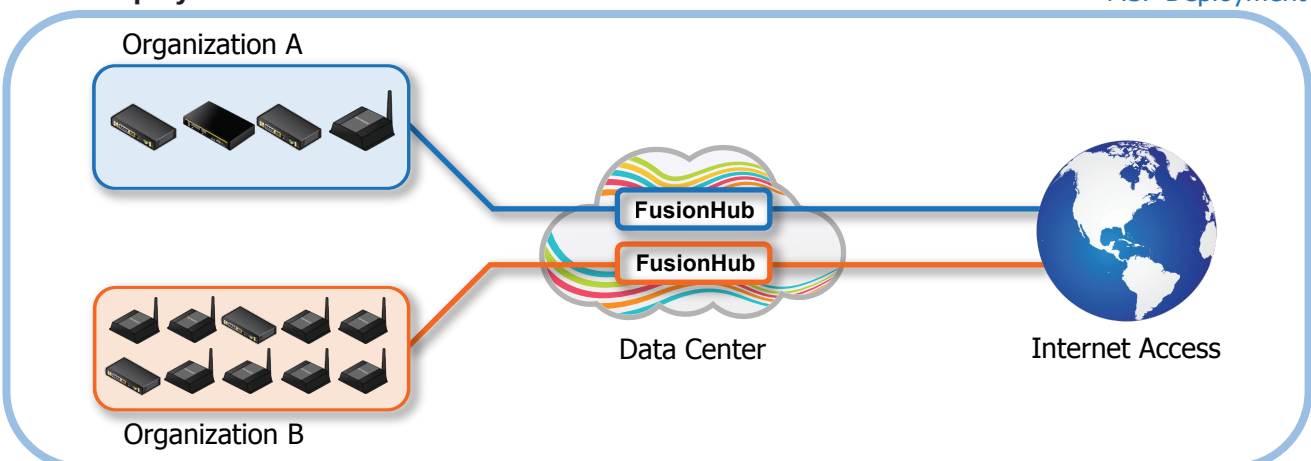 Organization A
FusionHub
FusionHub
Data Center
Internet Access
Organization B